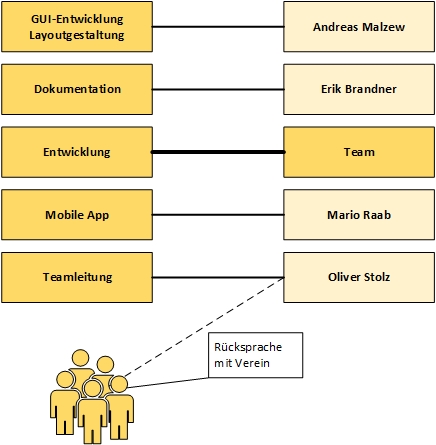 GUI-Entwicklung
Layoutgestaltung
Andreas Malzew
Dokumentation
Erik Brandner
Entwicklung
Team
Mobile App
Mario Raab
Teamleitung
Oliver Stolz
Rücksprache
mit Verein